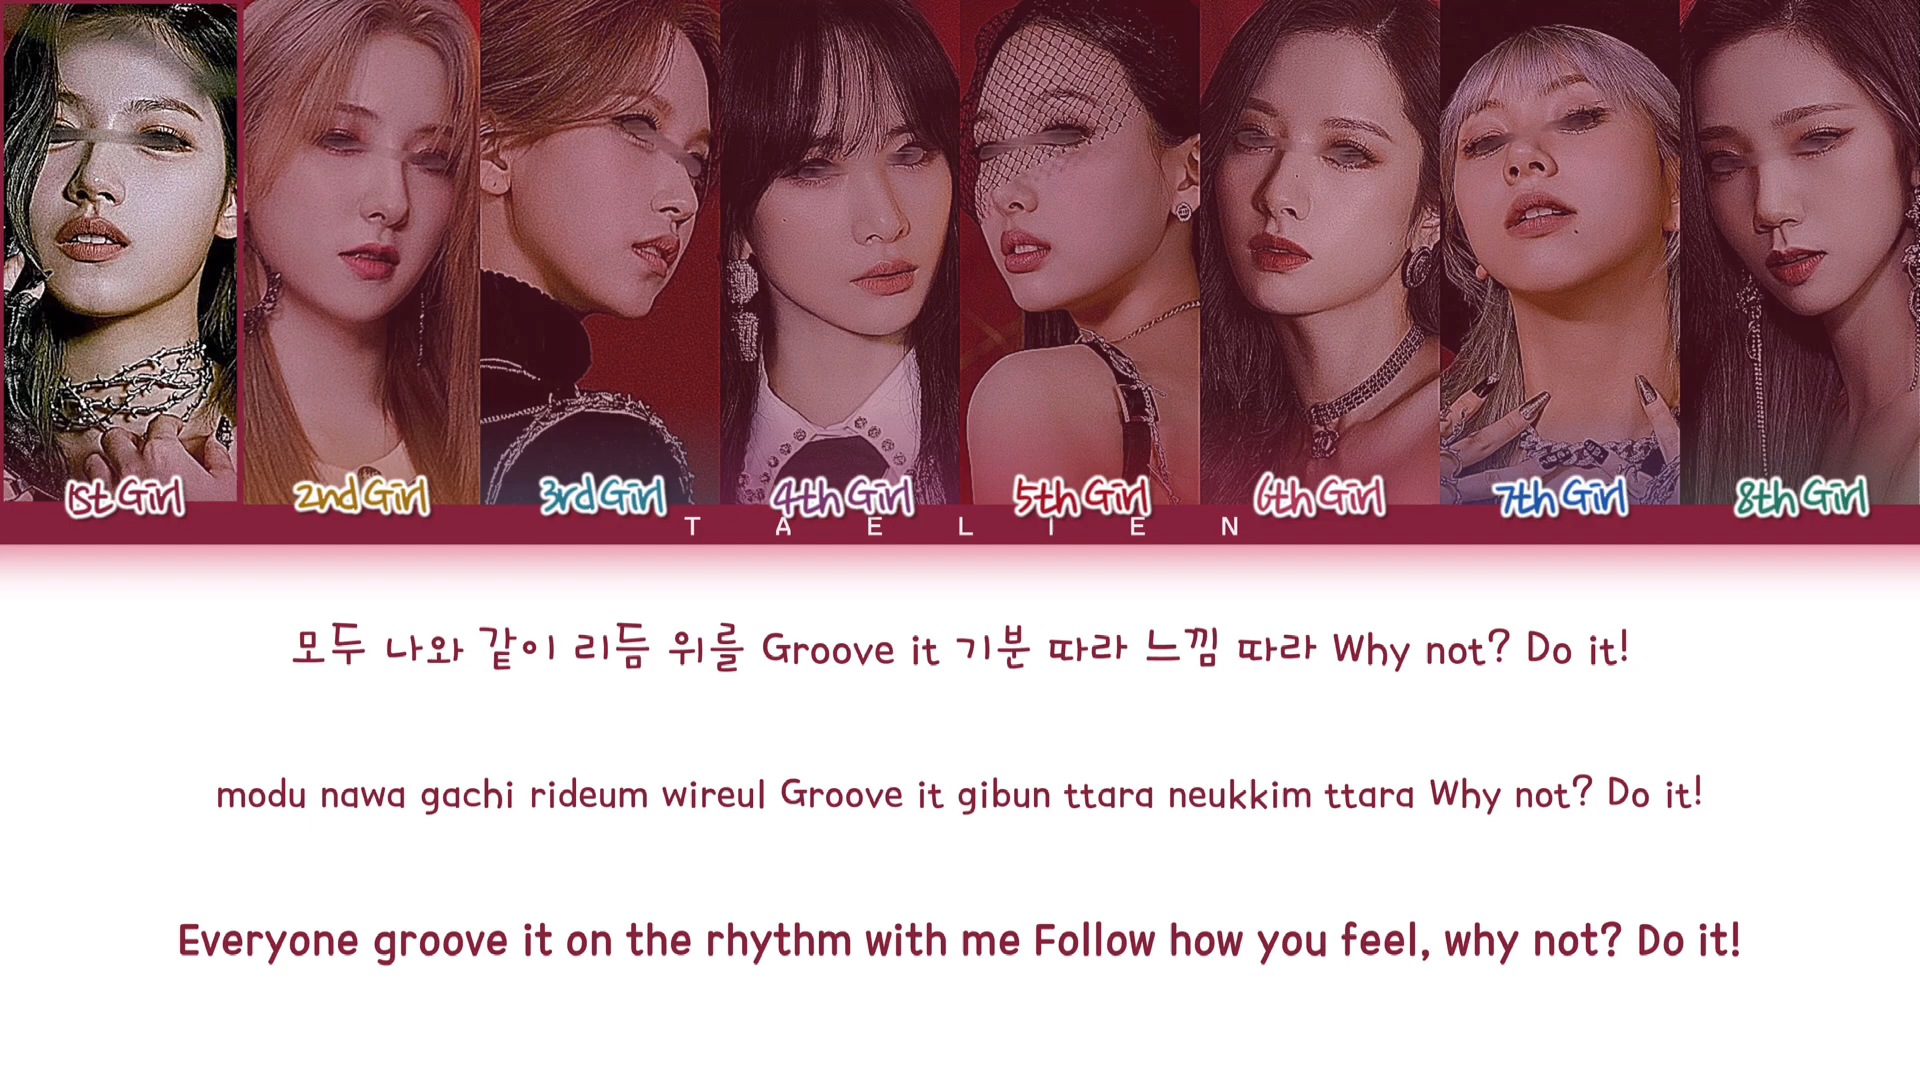 1st Girl 2nd Girl 3rd Girl 4th Girl 5th Girl 6th Girl 7th Girl 8th Girl
TAELIEN
모두 나와 같이 리듬 위를 Groove it 기분 따라 느낌 따라 Why not? Do it!
modu nawa gachi rideum wireul Groove it gibun ttara neukkim ttara Why not? Do it!
Everyone groove it on the rhythm with me Follow how you feel, why not? Do it!